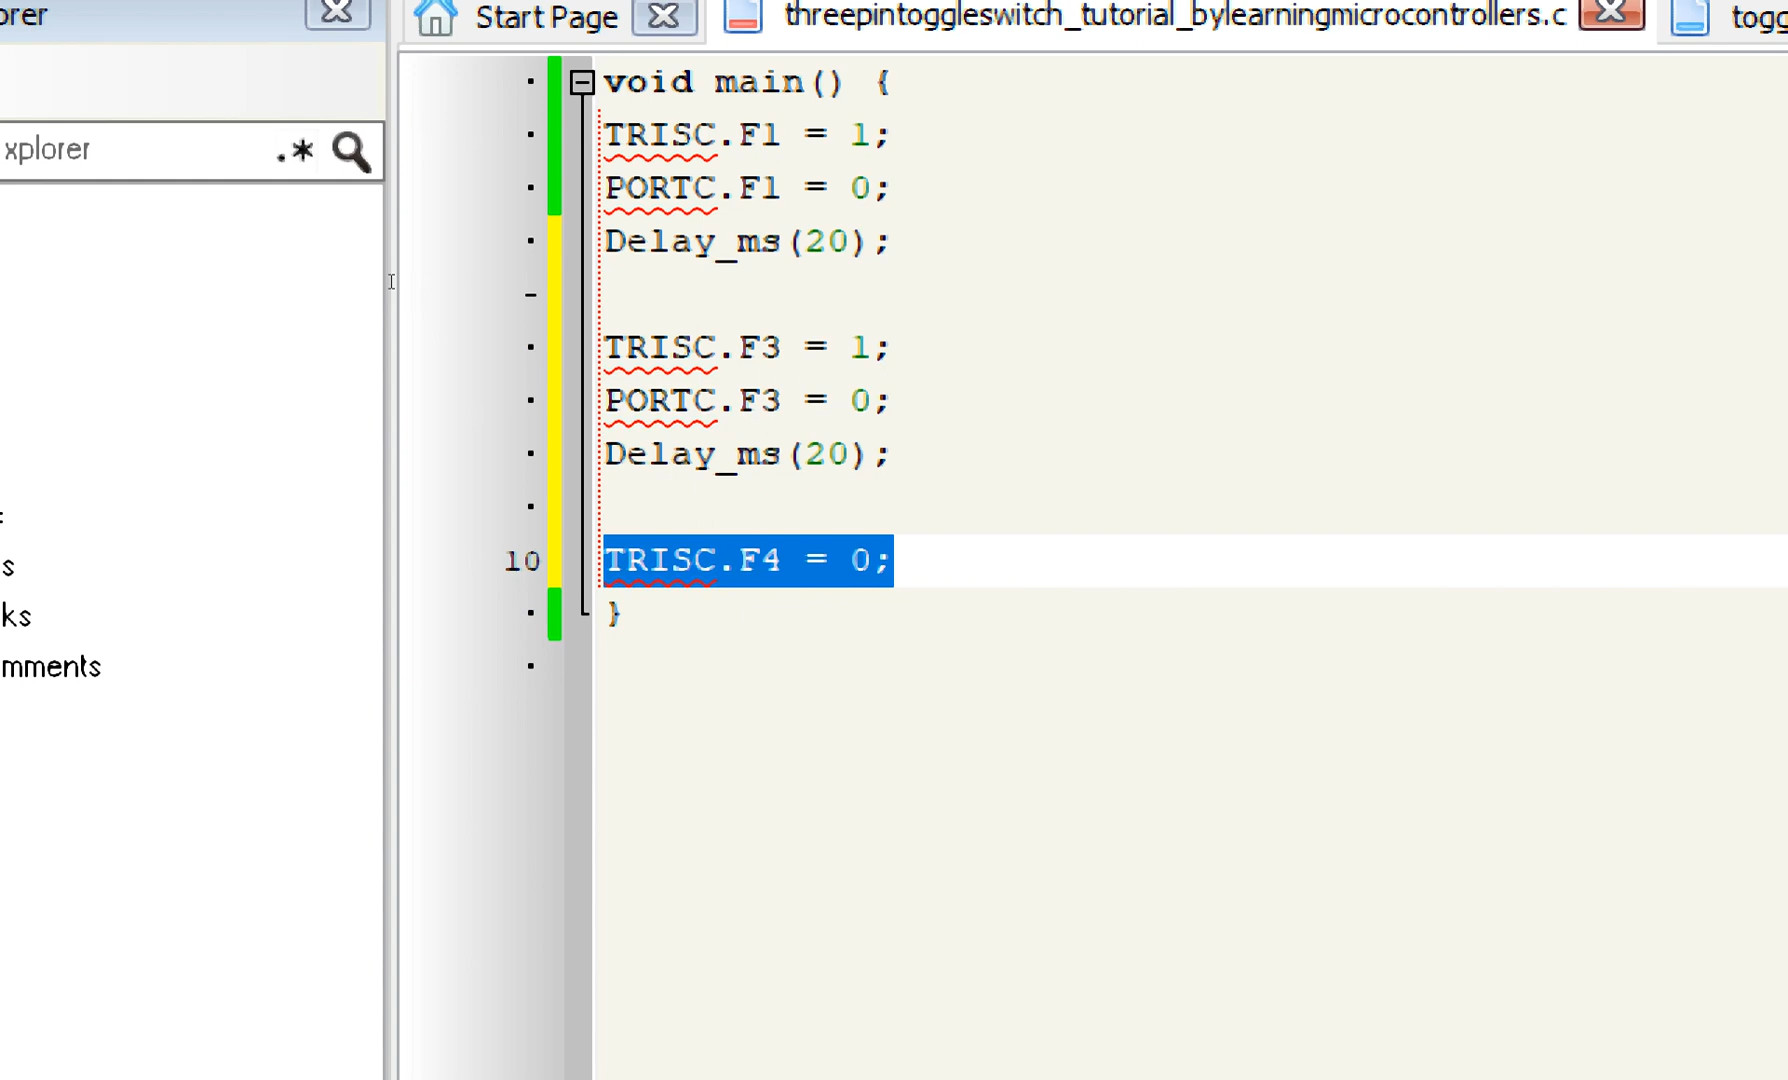 orer
Start Page
threepintoggleswitch_tutorial_bylearningmicrocontrollers.c
togg
xplorer
.*
void main() {
TRISC.F1 = 1;
PORTC.F1 = 0;
Delay_ms(20);
TRISC.F3 = 1;
PORTC.F3 = 0;
Delay_ms(20);
10 TRISC.F4 = 0;
}
s
ks
mments